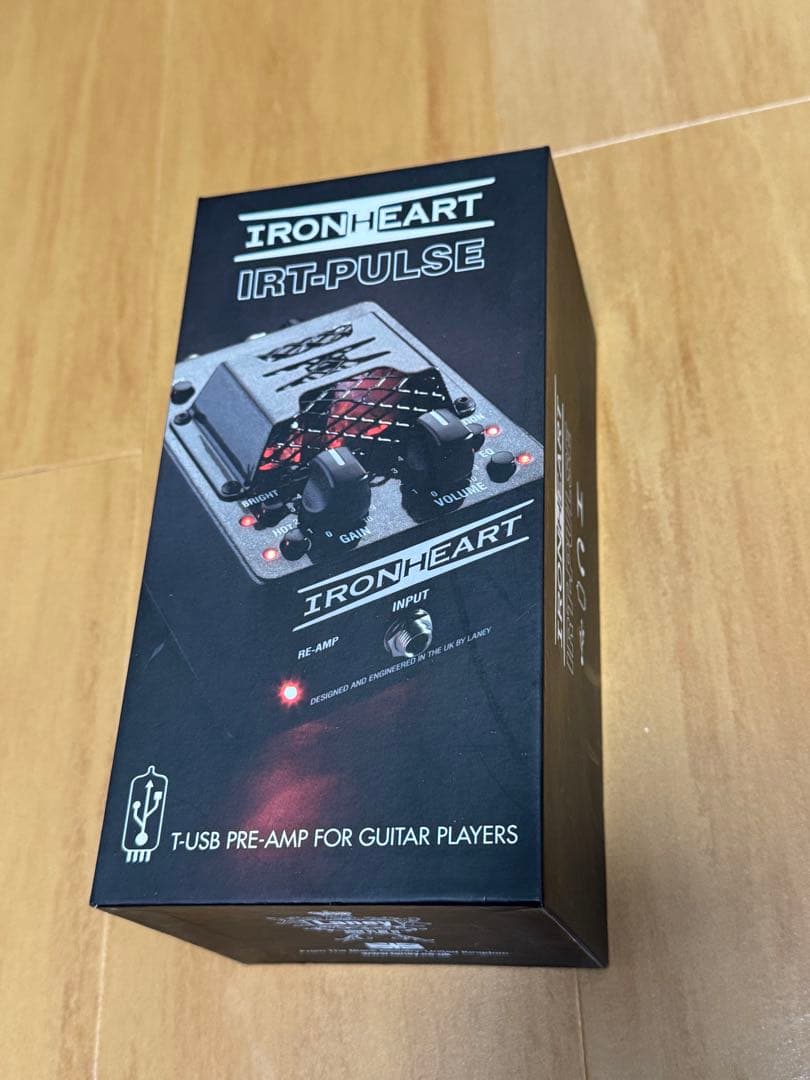 IRONHEART
IRT-PULSE
BRIGHT
HOT
GAIN
VOLUME
EQ
IRONHEART
INPUT
RE-AMP
DESIGNED AND ENGINEERED IN THE UK BY LANEY
T-USB PRE-AMP FOR GUITAR PLAYERS
IRONHEART